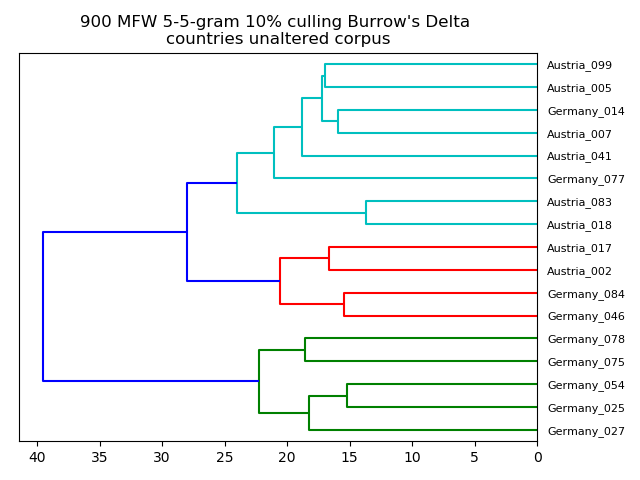 900 MFW 5-5-gram 10% culling Burrow's Delta
countries unaltered corpus
Austria_099
Austria_005
Germany_014
Austria_007
Austria_041
Germany_077
Austria_083
Austria_018
Austria_017
Austria_002
Germany_084
Germany_046
Germany_078
Germany_075
Germany_054
Germany_025
Germany_027
40 35 30 25 20 15 10 5 0